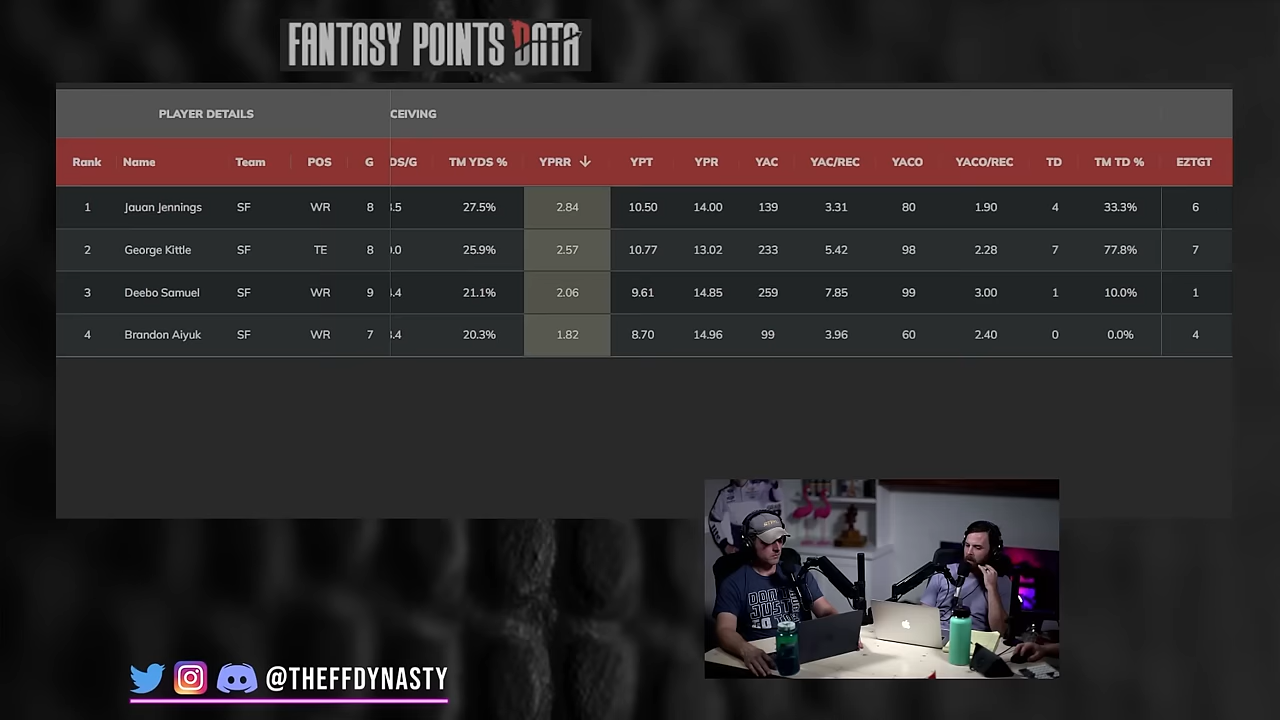 FANTASY POINTS DATA
PLAYER DETAILS CEIVING
Rank Name Team POS G DS/G TM YDS % YPRR ↓ YPT YPR YAC YAC/REC YACO YACO/REC TD TM TD % EZTGT
1 Jauan Jennings SF WR 8 .5 27.5% 2.84 10.50 14.00 139 3.31 80 1.90 4 33.3% 6
2 George Kittle SF TE 8 .0 25.9% 2.57 10.77 13.02 233 5.42 98 2.28 7 77.8% 7
3 Deebo Samuel SF WR 9 .4 21.1% 2.06 9.61 14.85 259 7.85 99 3.00 1 10.0% 1
4 Brandon Aiyuk SF WR 7 .4 20.3% 1.82 8.70 14.96 99 3.96 60 2.40 0 0.0% 4
DON'T
JUST
@THEFFDYNASTY